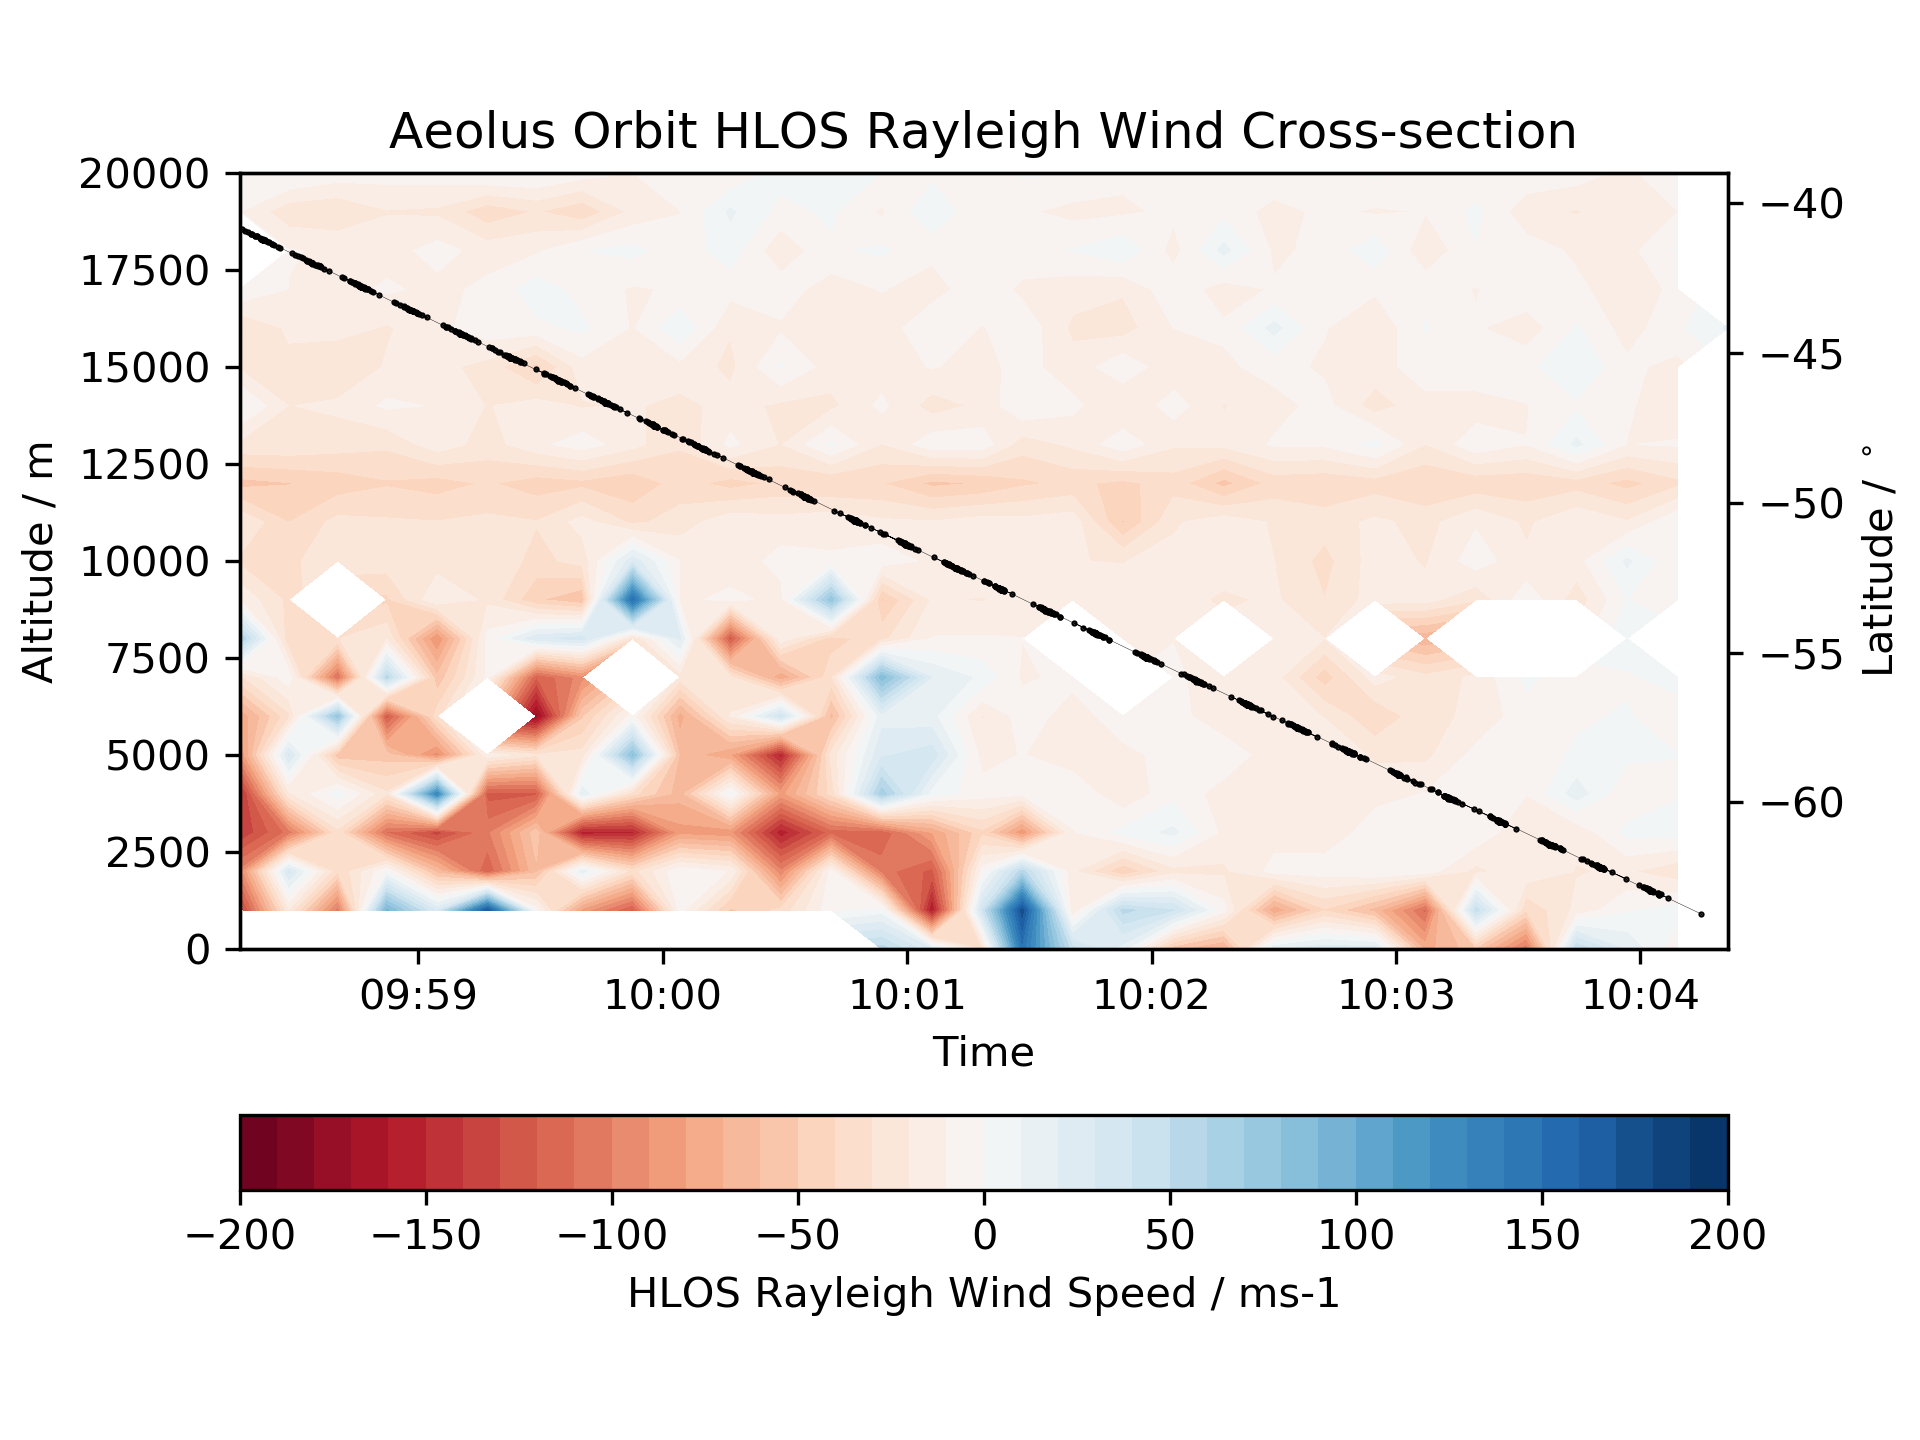 Aeolus Orbit HLOS Rayleigh Wind Cross-section
20000
17500
15000
12500
10000
7500
5000
2500
0
Altitude / m
−40
−45
−50
−55
−60
Latitude / °
09:59 10:00 10:01 10:02 10:03 10:04
Time
−200 −150 −100 −50 0 50 100 150 200
HLOS Rayleigh Wind Speed / ms-1